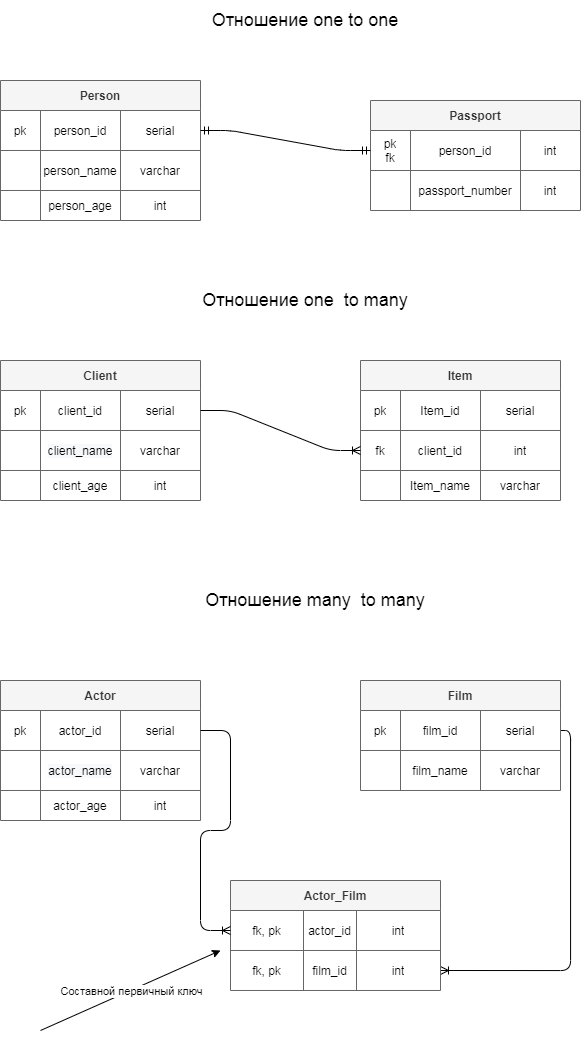 Отношение one to one
Person
pk person_id serial
person_name varchar
person_age int
Passport
pk
fk person_id int
passport_number int
Отношение one to many
Client
pk client_id serial
client_name varchar
client_age int
Item
pk Item_id serial
fk client_id int
Item_name varchar
Отношение many to many
Actor
pk actor_id serial
actor_name varchar
actor_age int
Film
pk film_id serial
film_name varchar
Actor_Film
fk, pk actor_id int
fk, pk film_id int
Составной первичный ключ